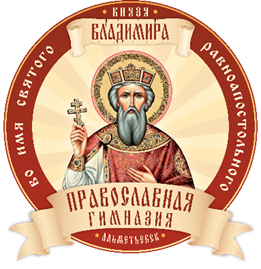 ВО ИМЯ СВЯТОГО
РАВНОАПОСТОЛЬНОГО
КНЯЗЯ
ВЛАДИМИРА
ПРАВОСЛАВНАЯ
ГИМНАЗИЯ
АЛЬМЕТЬЕВСК